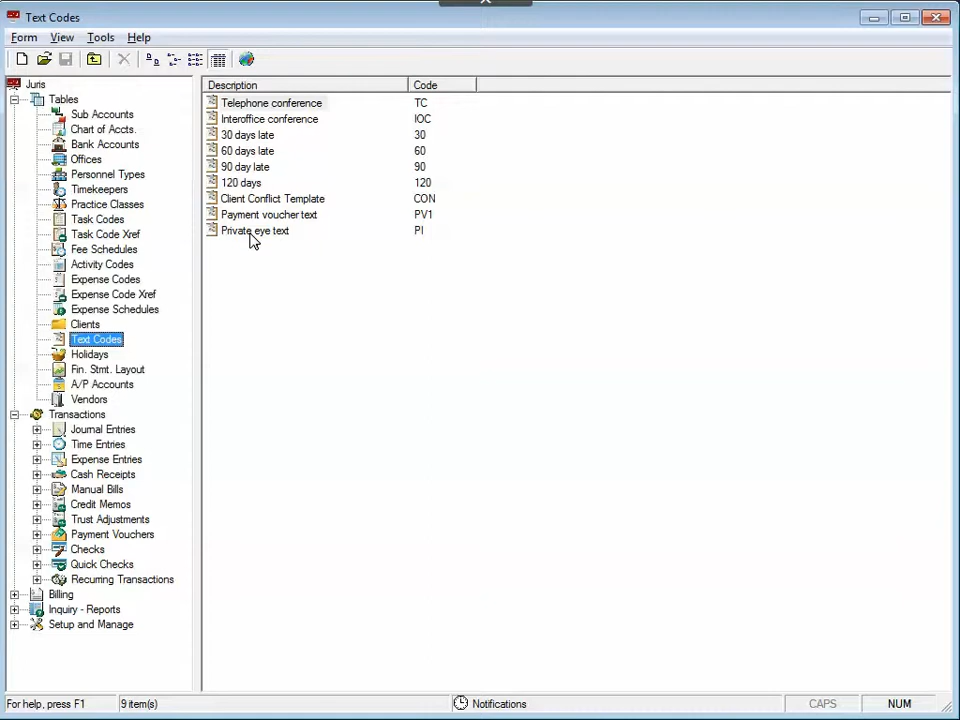 Text Codes
Form View Tools Help
Juris
Tables
Sub Accounts
Chart of Accts.
Bank Accounts
Offices
Personnel Types
Timekeepers
Practice Classes
Task Codes
Task Code Xref
Fee Schedules
Activity Codes
Expense Codes
Expense Code Xref
Expense Schedules
Clients
Text Codes
Holidays
Fin. Stmt. Layout
A/P Accounts
Vendors
Transactions
Journal Entries
Time Entries
Expense Entries
Cash Receipts
Manual Bills
Credit Memos
Trust Adjustments
Payment Vouchers
Checks
Quick Checks
Recurring Transactions
Billing
Inquiry - Reports
Setup and Manage
Description Code
Telephone conference TC
Interoffice conference IOC
30 days late 30
60 days late 60
90 day late 90
120 days 120
Client Conflict Template CON
Payment voucher text PV1
Private eye text PI
For help, press F1 9 item(s) Notifications CAPS NUM